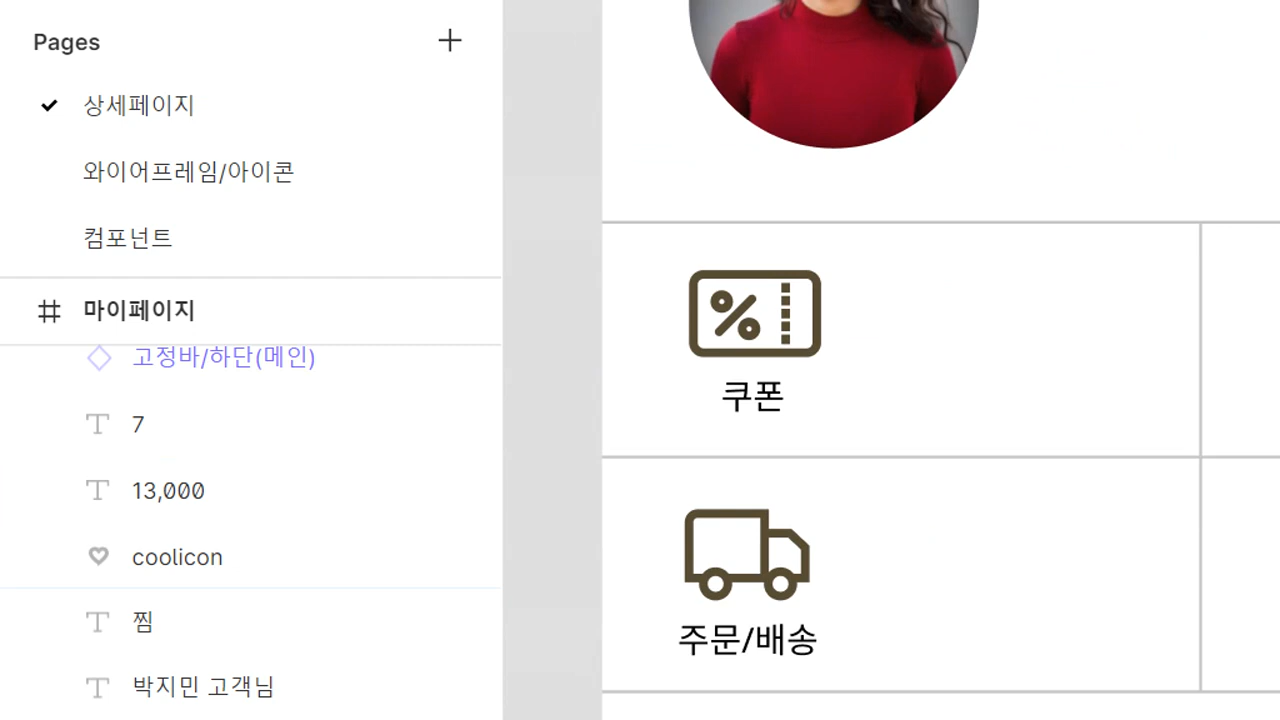 Pages
상세페이지
와이어프레임/아이콘
컴포넌트
마이페이지
고정바/하단(메인)
7
13,000
coolicon
찜
박지민 고객님
%
쿠폰
주문/배송